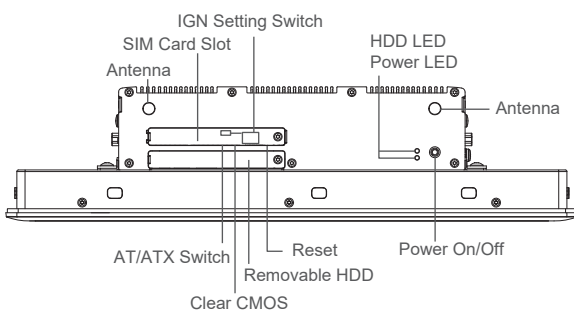 IGN Setting Switch
SIM Card Slot
HDD LED
Power LED
Antenna
Antenna
AT/ATX Switch
Reset
Power On/Off
Removable HDD
Clear CMOS